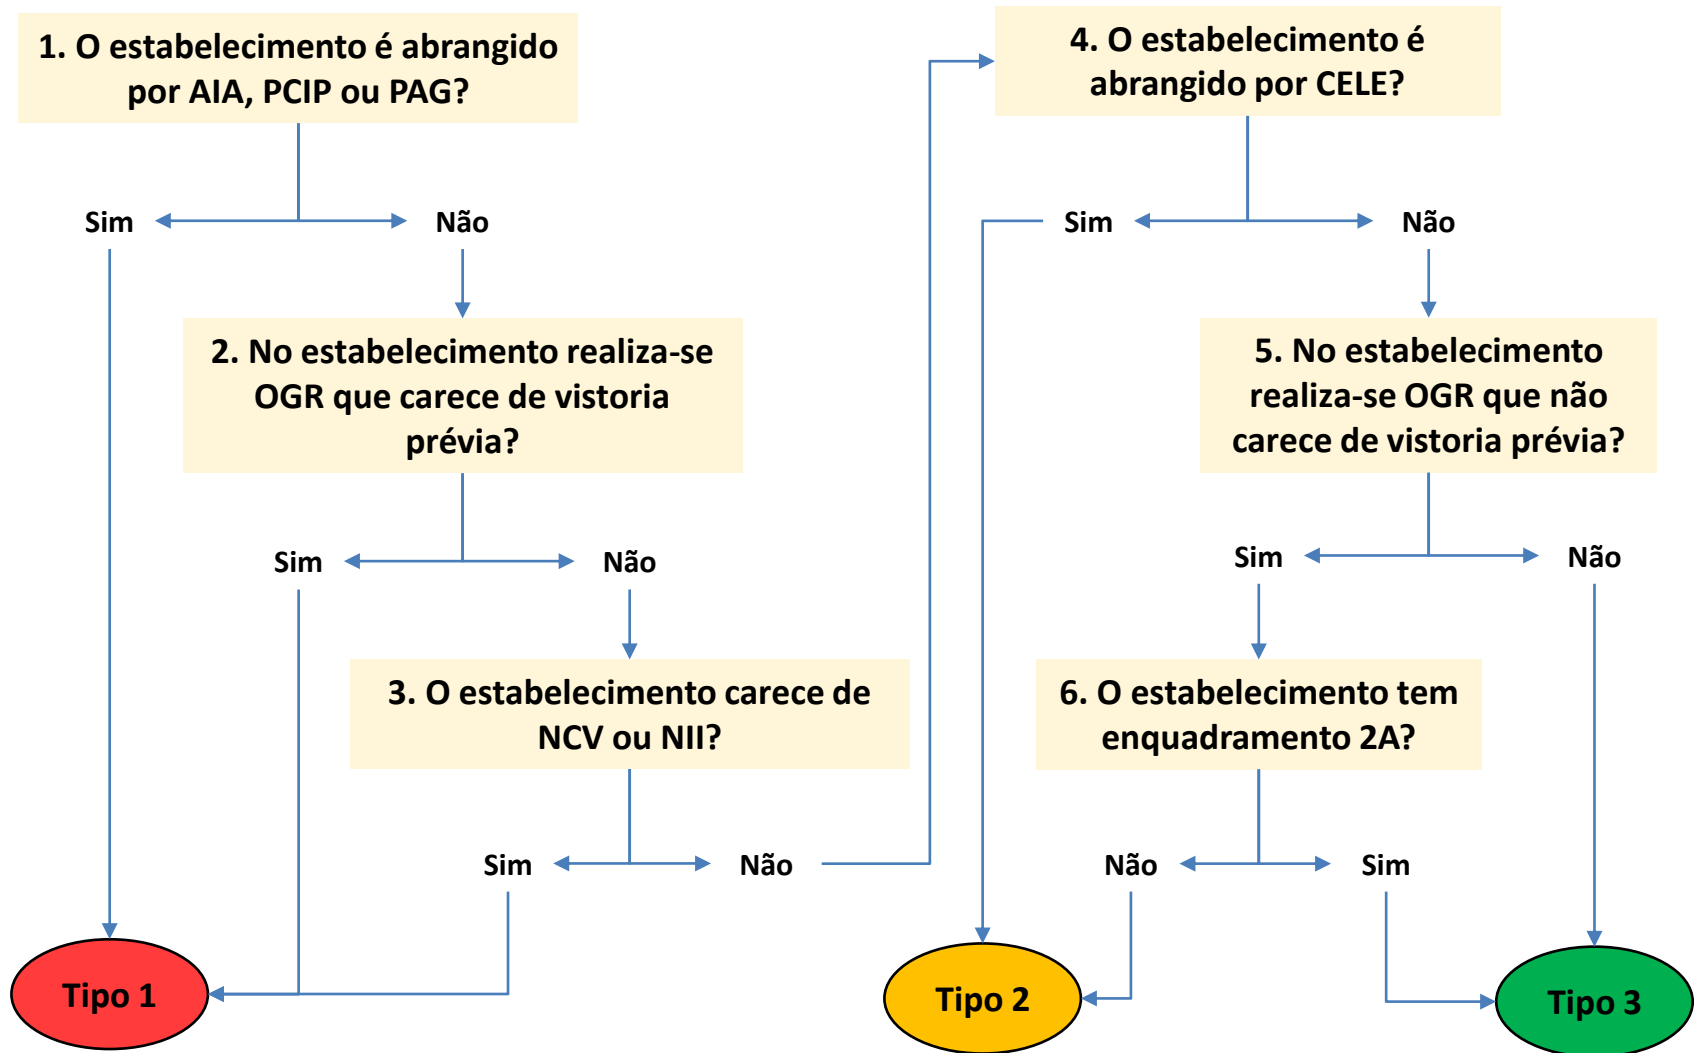 1. O estabelecimento é abrangido
por AIA, PCIP ou PAG?
Sim
Não
2. No estabelecimento realiza-se
OGR que carece de vistoria
prévia?
Sim
Não
3. O estabelecimento carece de
NCV ou NII?
Sim
Não
Tipo 1
4. O estabelecimento é
abrangido por CELE?
Sim
Não
5. No estabelecimento
realiza-se OGR que não
carece de vistoria prévia?
Sim
Não
6. O estabelecimento tem
enquadramento 2A?
Não
Sim
Tipo 2
Tipo 3